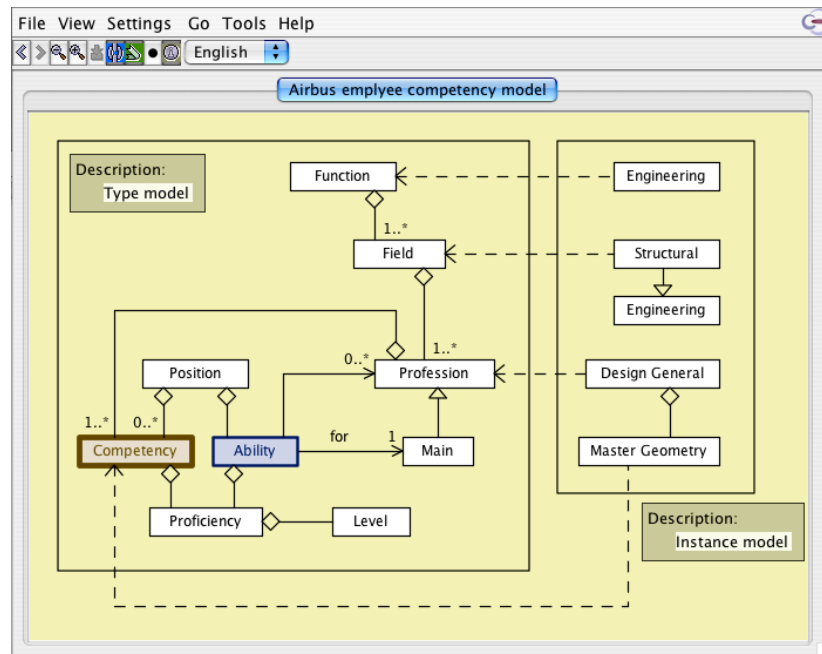 File View Settings Go Tools Help
English
Airbus emplyee competency model
Description:
Type model
Function
Engineering
1..*
Field
Structural
Engineering
0..*
1..*
Position
Profession
Design General
1..*
0..*
for
1
Competency
Ability
Main
Master Geometry
Proficiency
Level
Description:
Instance model